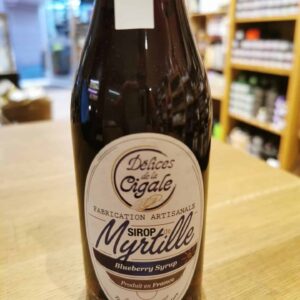 Délices
de la
Cigale
FABRICATION ARTISANALE
SIROP
Myrtille
Blueberry Syrup
Produit en France